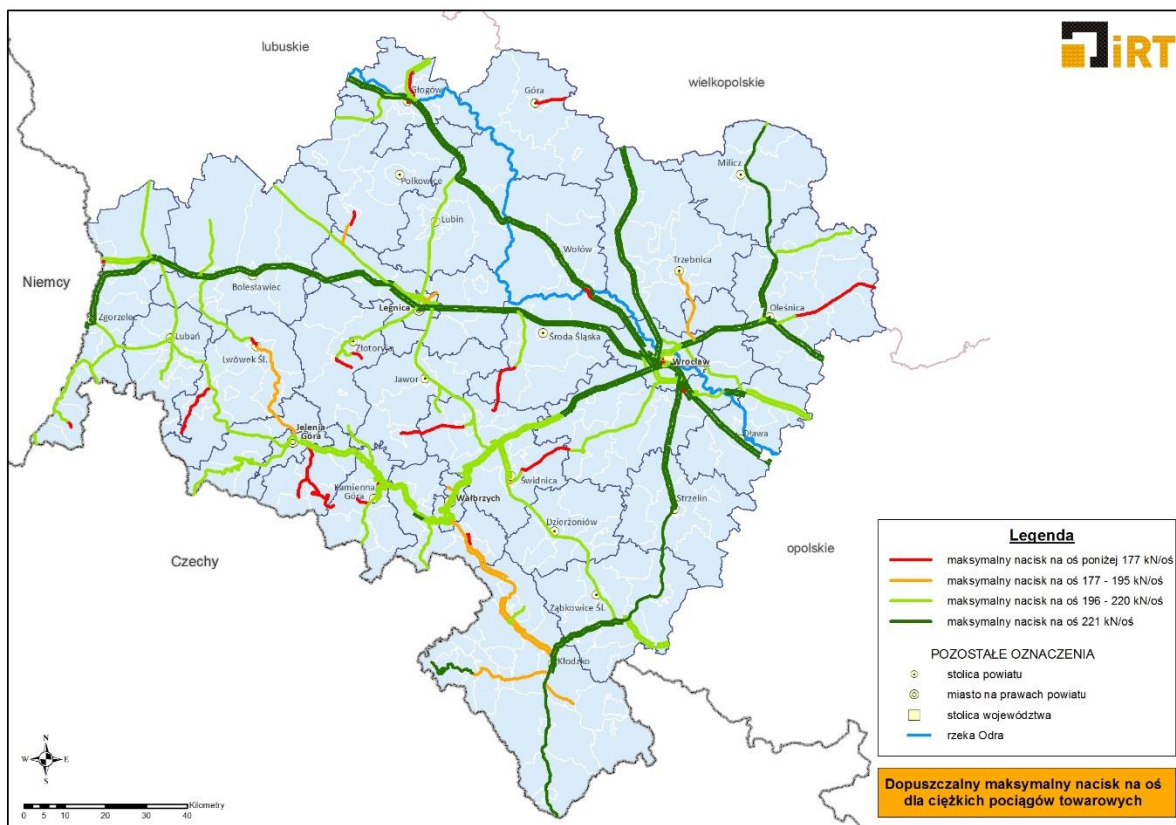 iRT
lubuskie
wielkopolskie
Głogów
Góra
Milicz
Polkowice
Lubin
Wołów
Trzebnica
Niemcy
Bolesławiec
Legnica
Oleśnica
Zgorzelec
Lubań
Środa Śląska
Złotoryja
Lwówek Śl.
Wrocław
Jawor
Oława
Jelenia
Góra
Świdnica
Kamienna
Góra
Wałbrzych
Strzelin
Dzierżoniów
Czechy
opolskie
Ząbkowice Śl.
Kłodzko
Legenda
maksymalny nacisk na oś poniżej 177 kN/oś
maksymalny nacisk na oś 177 - 195 kN/oś
maksymalny nacisk na oś 196 - 220 kN/oś
maksymalny nacisk na oś 221 kN/oś
POZOSTAŁE OZNACZENIA
stolica powiatu
miasto na prawach powiatu
stolica województwa
rzeka Odra
N
W E
S
Kilometry
0 5 10 20 30 40
Dopuszczalny maksymalny nacisk na oś
dla ciężkich pociągów towarowych